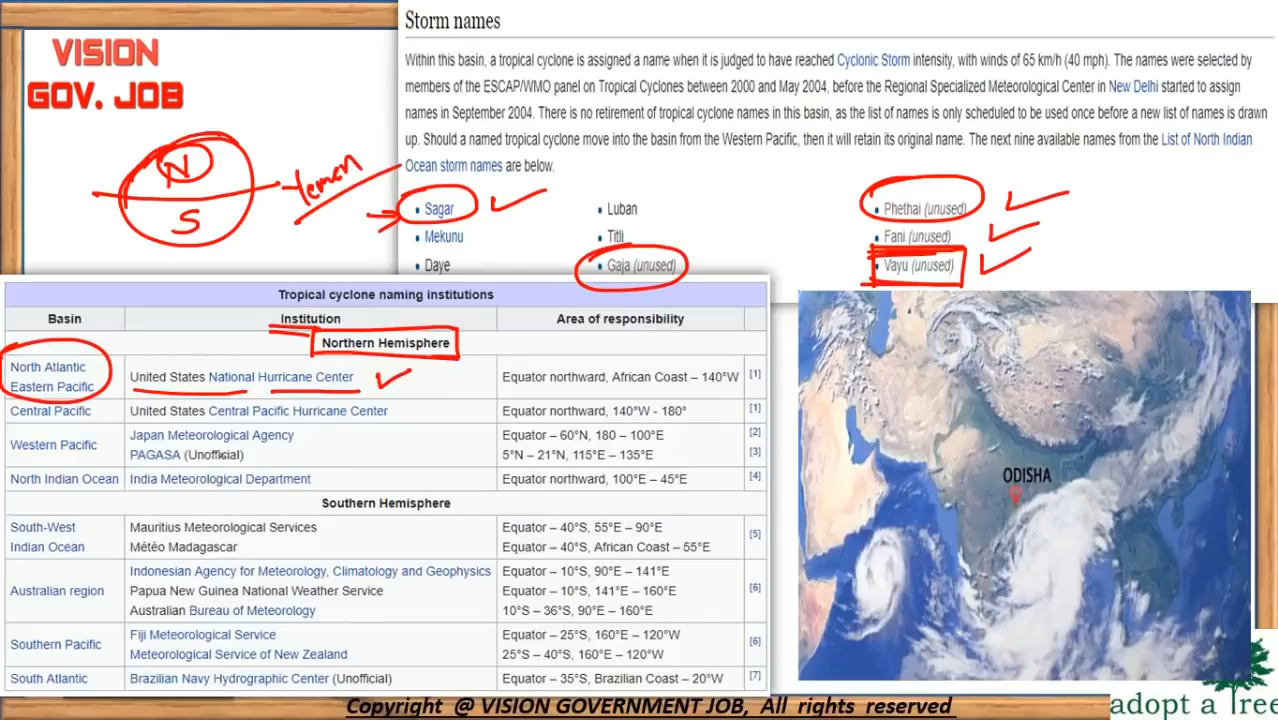 VISION
GOV. JOB
N
S
Yemen
Storm names
Within this basin, a tropical cyclone is assigned a name when it is judged to have reached Cyclonic Storm intensity, with winds of 65 km/h (40 mph). The names were selected by
members of the ESCAP/WMO panel on Tropical Cyclones between 2000 and May 2004, before the Regional Specialized Meteorological Center in New Delhi started to assign
names in September 2004. There is no retirement of tropical cyclone names in this basin, as the list of names is only scheduled to be used once before a new list of names is drawn
up. Should a named tropical cyclone move into the basin from the Western Pacific, then it will retain its original name. The next nine available names from the List of North Indian
Ocean storm names are below.
• Sagar • Luban • Phethai (unused)
• Mekunu • Titli • Fani (unused)
• Daye • Gaja (unused) • Vayu (unused)
Tropical cyclone naming institutions
Basin Institution Area of responsibility
Northern Hemisphere
North Atlantic
Eastern Pacific United States National Hurricane Center Equator northward, African Coast – 140°W [1]
Central Pacific United States Central Pacific Hurricane Center Equator northward, 140°W - 180° [1]
Western Pacific Japan Meteorological Agency Equator – 60°N, 180 – 100°E [2]
PAGASA (Unofficial) 5°N – 21°N, 115°E – 135°E [3]
North Indian Ocean India Meteorological Department Equator northward, 100°E – 45°E [4]
Southern Hemisphere
South-West Mauritius Meteorological Services Equator – 40°S, 55°E – 90°E [5]
Indian Ocean Météo Madagascar Equator – 40°S, African Coast – 55°E
Indonesian Agency for Meteorology, Climatology and Geophysics Equator – 10°S, 90°E – 141°E
Australian region Papua New Guinea National Weather Service Equator – 10°S, 141°E – 160°E [6]
Australian Bureau of Meteorology 10°S – 36°S, 90°E – 160°E
Southern Pacific Fiji Meteorological Service Equator – 25°S, 160°E – 120°W [6]
Meteorological Service of New Zealand 25°S – 40°S, 160°E – 120°W
South Atlantic Brazilian Navy Hydrographic Center (Unofficial) Equator – 35°S, Brazilian Coast – 20°W [7]
ODISHA
Copyright @ VISION GOVERNMENT JOB, All rights reserved
adopt a Tree